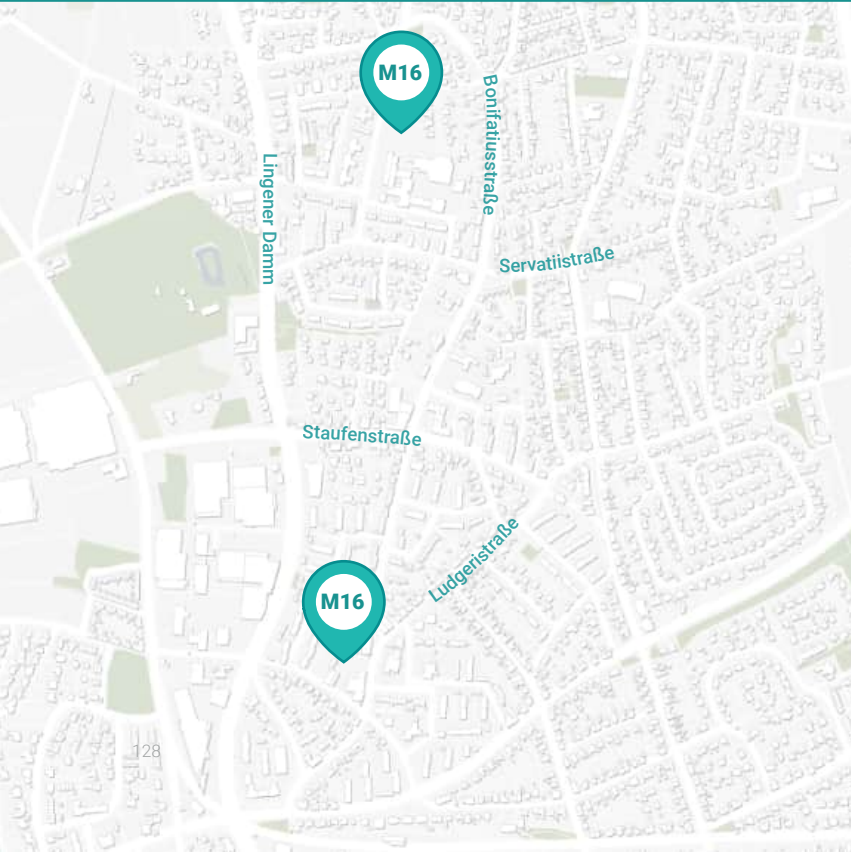 M16
Bonifatiusstraße
Lingener Damm
Servatiistraße
Staufenstraße
Ludgeristraße
M16
128